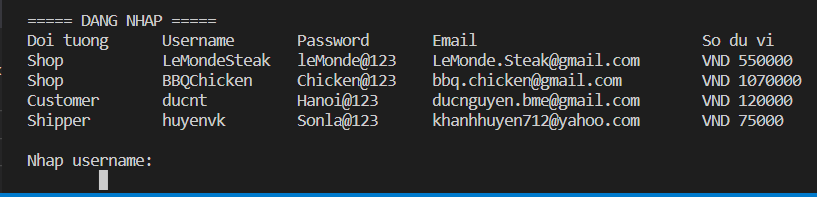 ===== DANG NHAP =====
Doi tuong Username Password Email So du vi
Shop LeMondeSteak leMonde@123 LeMonde.Steak@gmail.com VND 550000
Shop BBQChicken Chicken@123 bbq.chicken@gmail.com VND 1070000
Customer ducnt Hanoi@123 ducnguyen.bme@gmail.com VND 120000
Shipper huyenvk Sonla@123 khanhhuyen712@yahoo.com VND 75000
Nhap username: